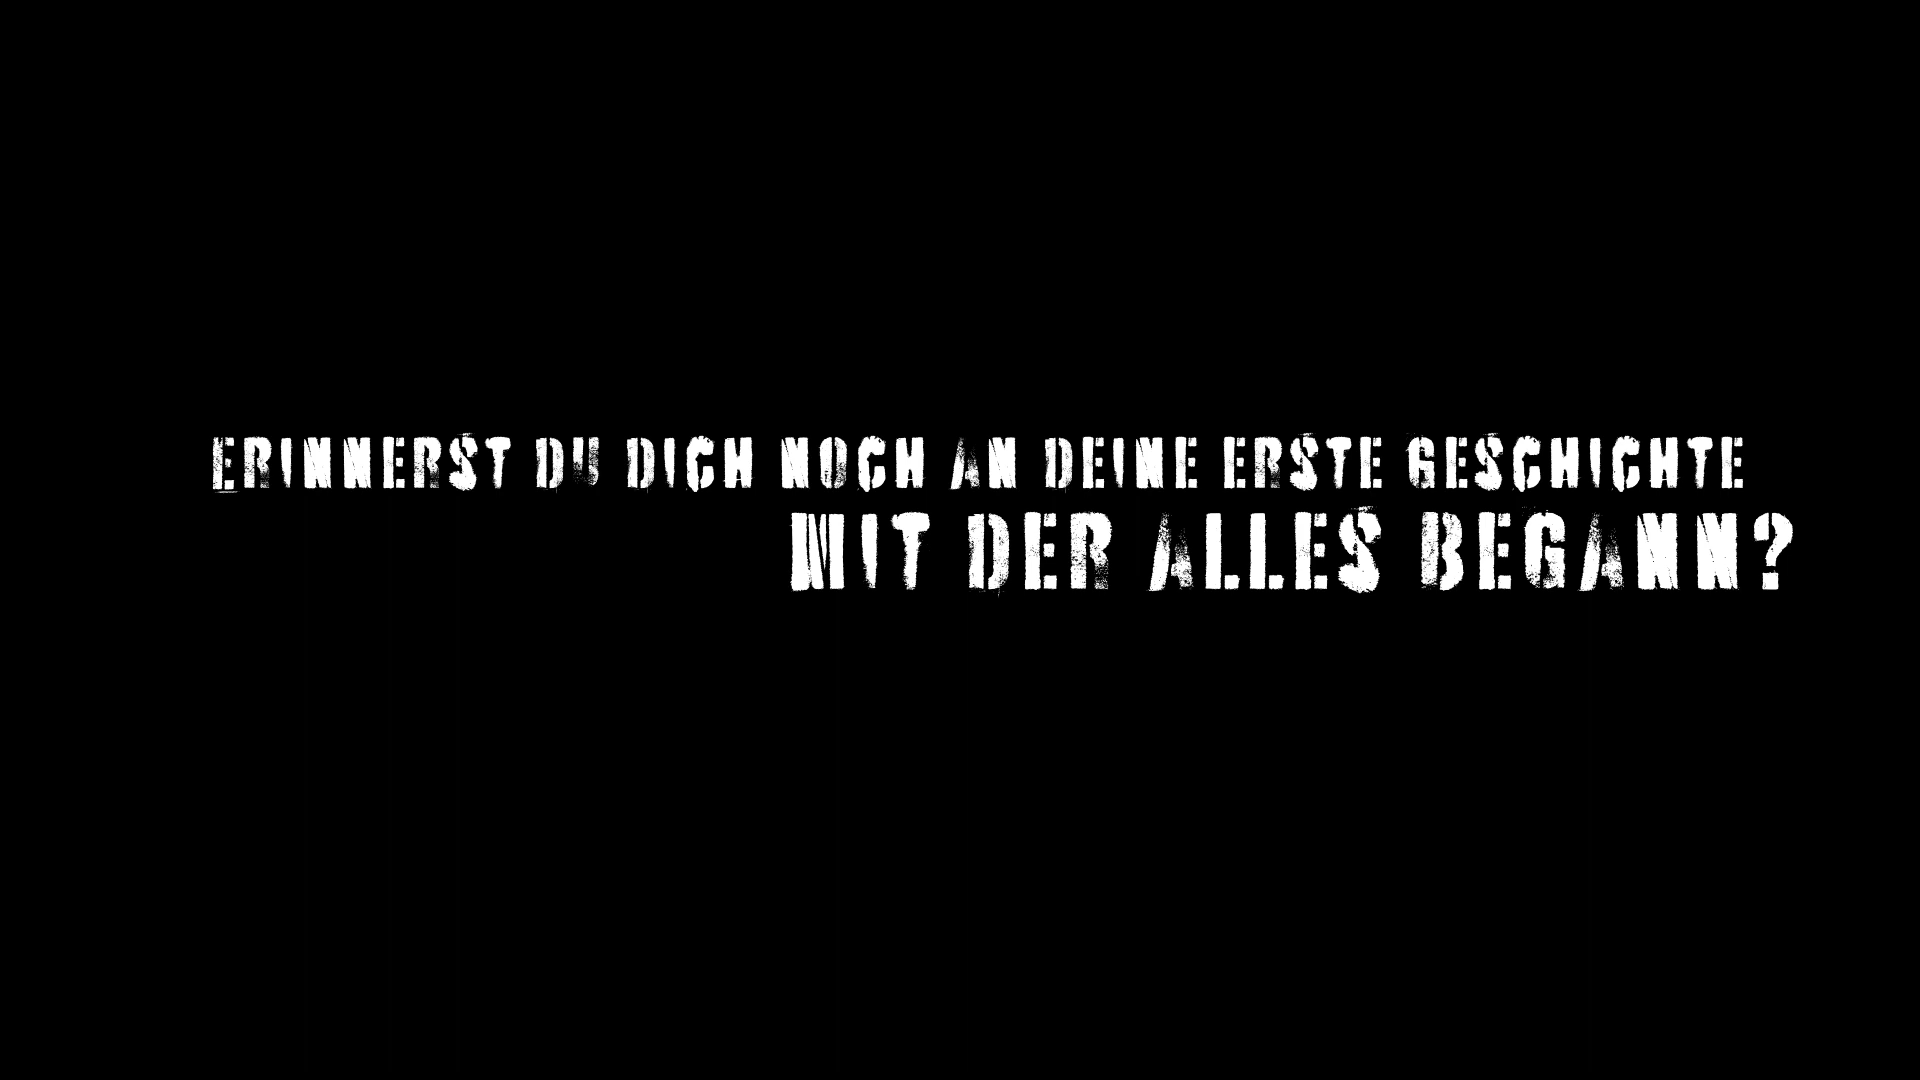 ERINNERST DU DICH NOCH AN DEINE ERSTE GESCHICHTE
MIT DER ALLES BEGANN?